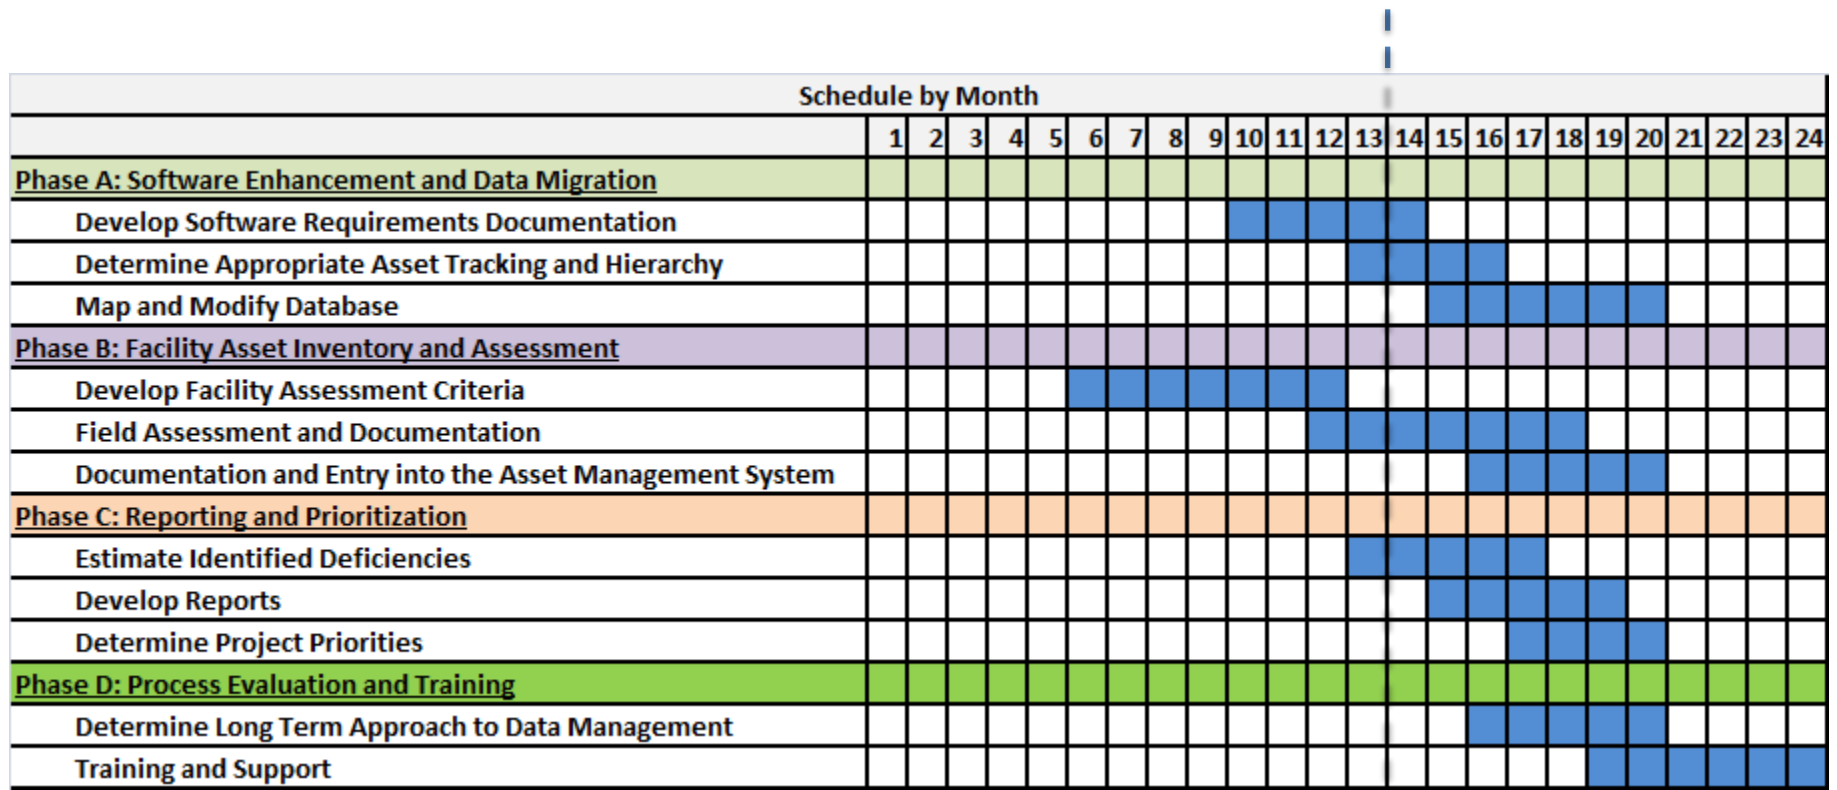 Schedule by Month
1 2 3 4 5 6 7 8 9 10 11 12 13 14 15 16 17 18 19 20 21 22 23 24
Phase A: Software Enhancement and Data Migration
Develop Software Requirements Documentation
Determine Appropriate Asset Tracking and Hierarchy
Map and Modify Database
Phase B: Facility Asset Inventory and Assessment
Develop Facility Assessment Criteria
Field Assessment and Documentation
Documentation and Entry into the Asset Management System
Phase C: Reporting and Prioritization
Estimate Identified Deficiencies
Develop Reports
Determine Project Priorities
Phase D: Process Evaluation and Training
Determine Long Term Approach to Data Management
Training and Support